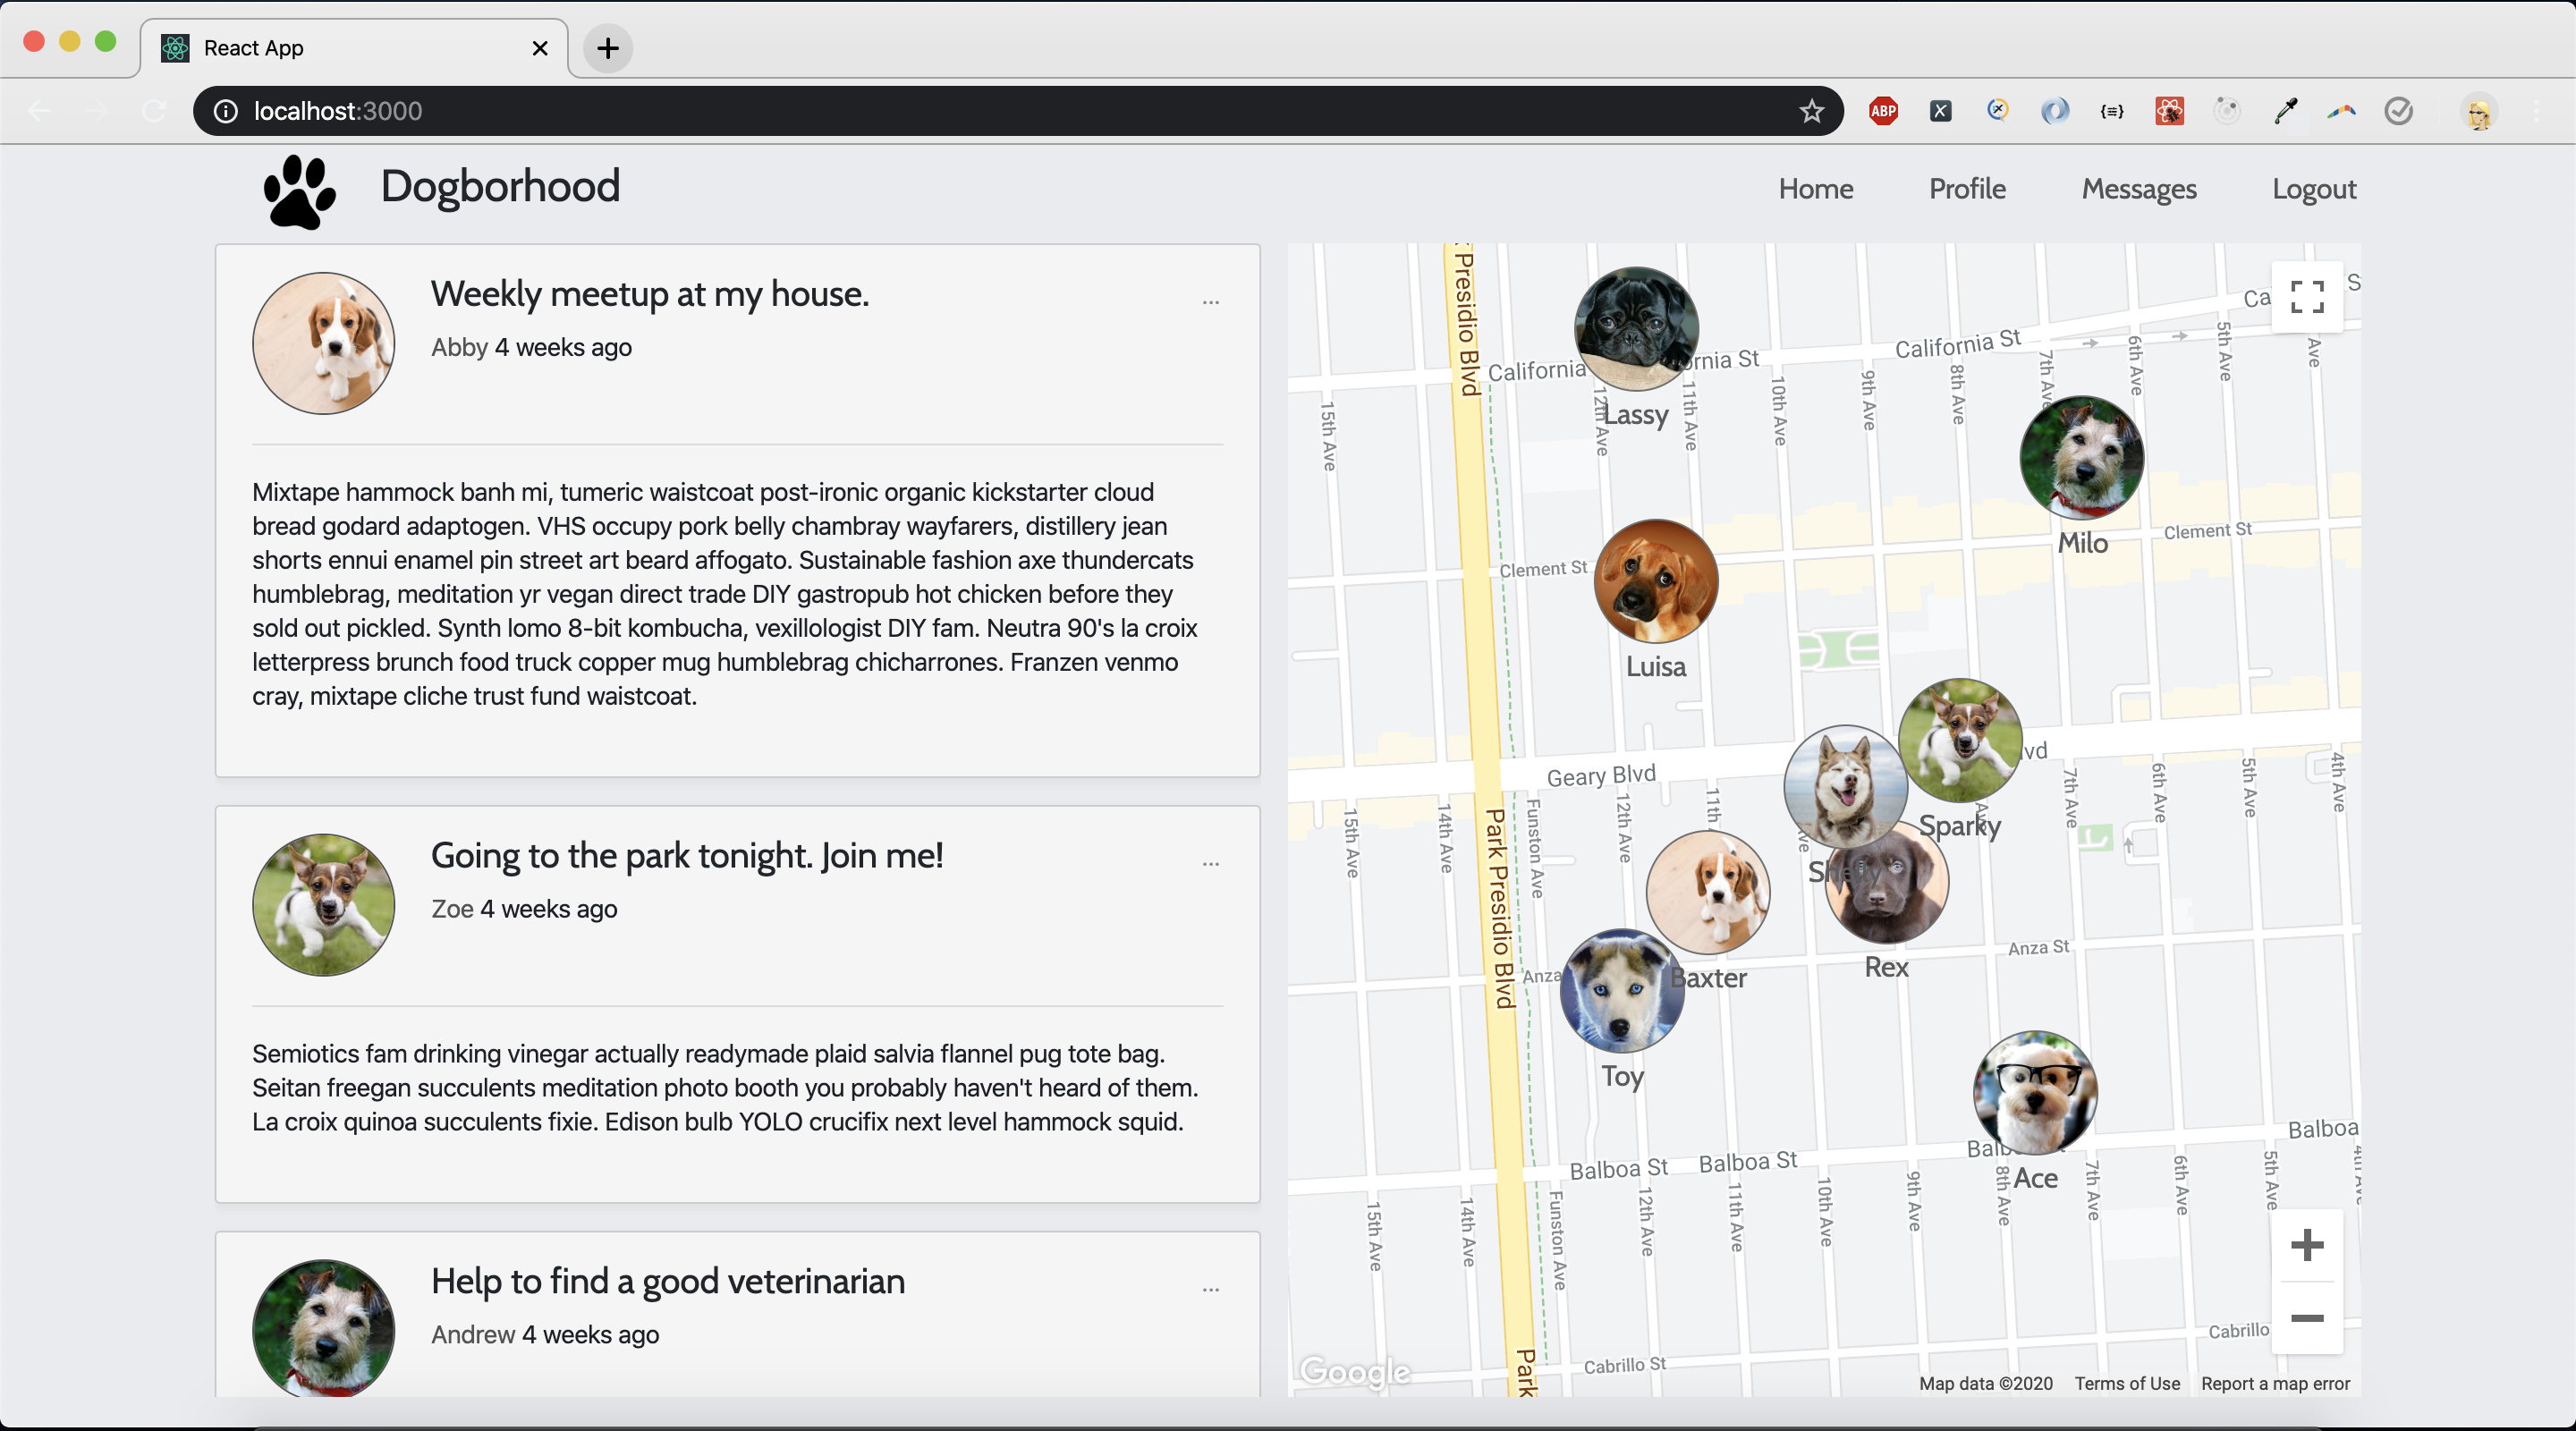 React App
localhost:3000
ABP
Dogborhood
Home
Profile
Messages
Logout
Weekly meetup at my house.
...
Abby 4 weeks ago
Mixtape hammock banh mi, tumeric waistcoat post-ironic organic kickstarter cloud
bread godard adaptogen. VHS occupy pork belly chambray wayfarers, distillery jean
shorts ennui enamel pin street art beard affogato. Sustainable fashion axe thundercats
humblebrag, meditation yr vegan direct trade DIY gastropub hot chicken before they
sold out pickled. Synth lomo 8-bit kombucha, vexillologist DIY fam. Neutra 90's la croix
letterpress brunch food truck copper mug humblebrag chicharrones. Franzen venmo
cray, mixtape cliche trust fund waistcoat.
Going to the park tonight. Join me!
...
Zoe 4 weeks ago
Semiotics fam drinking vinegar actually readymade plaid salvia flannel pug tote bag.
Seitan freegan succulents meditation photo booth you probably haven't heard of them.
La croix quinoa succulents fixie. Edison bulb YOLO crucifix next level hammock squid.
Help to find a good veterinarian
...
Andrew 4 weeks ago
Presidio Blvd
California
California St
Ave
15th Ave
12th Ave
11th Ave
10th Ave
9th Ave
8th Ave
7th Ave
6th Ave
5th Ave
Lassy
Milo
Clement St
Clement St
Luisa
Geary Blvd
Sparky
Rex
Baxter
Toy
15th Ave
14th Ave
Funston Ave
12th Ave
11th
7th Ave
6th Ave
5th Ave
4th Ave
Park Presidio Blvd
Anza
Anza St
Balboa St
Balboa St
Balboa
Ace
15th Ave
14th Ave
Funston Ave
12th Ave
11th Ave
10th Ave
9th Ave
8th Ave
7th Ave
6th Ave
5th Ave
Park
Cabrillo St
Cabrillo
Google
Map data ©2020
Terms of Use
Report a map error